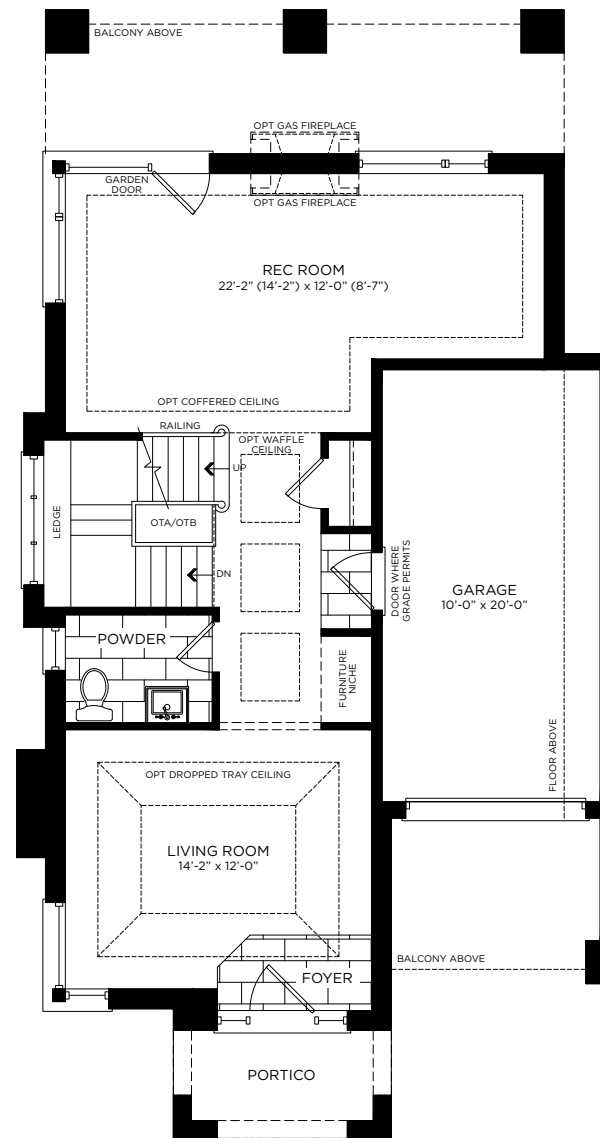 BALCONY ABOVE
OPT GAS FIREPLACE
GARDEN
DOOR
OPT GAS FIREPLACE
REC ROOM
22'-2" (14'-2") x 12'-0" (8'-7")
OPT COFFERED CEILING
RAILING
OPT WAFFLE
CEILING
UP
LEDGE
OTA/OTB
DN
DOOR WHERE
GRADE PERMITS
GARAGE
10'-0" x 20'-0"
POWDER
FURNITURE
NICHE
FLOOR ABOVE
OPT DROPPED TRAY CEILING
LIVING ROOM
14'-2" x 12'-0"
FOYER
BALCONY ABOVE
PORTICO